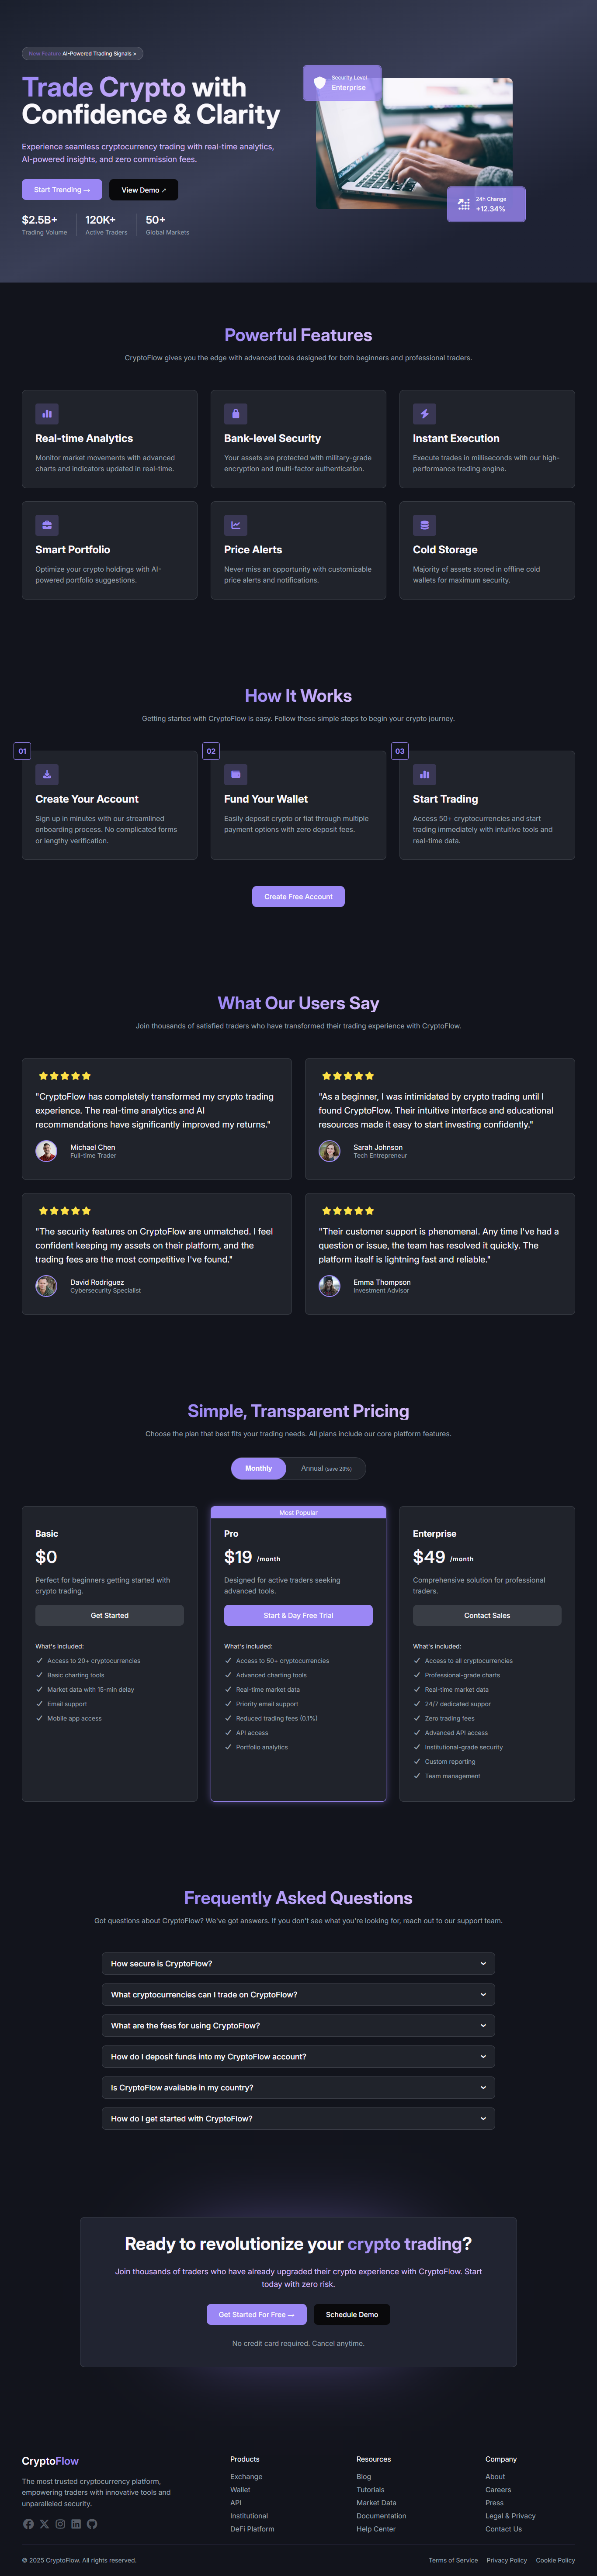 New Feature AI-Powered Trading Signals >
Trade Crypto with
Confidence & Clarity
Experience seamless cryptocurrency trading with real-time analytics,
AI-powered insights, and zero commission fees.
Start Trending →
View Demo ↗
$2.5B+
Trading Volume
120K+
Active Traders
50+
Global Markets
Security Level
Enterprise
24h Change
+12.34%
Powerful Features
CryptoFlow gives you the edge with advanced tools designed for both beginners and professional traders.
Real-time Analytics
Monitor market movements with advanced
charts and indicators updated in real-time.
Bank-level Security
Your assets are protected with military-grade
encryption and multi-factor authentication.
Instant Execution
Execute trades in milliseconds with our high-
performance trading engine.
Smart Portfolio
Optimize your crypto holdings with AI-
powered portfolio suggestions.
Price Alerts
Never miss an opportunity with customizable
price alerts and notifications.
Cold Storage
Majority of assets stored in offline cold
wallets for maximum security.
How It Works
Getting started with CryptoFlow is easy. Follow these simple steps to begin your crypto journey.
01
Create Your Account
Sign up in minutes with our streamlined
onboarding process. No complicated forms
or lengthy verification.
02
Fund Your Wallet
Easily deposit crypto or fiat through multiple
payment options with zero deposit fees.
03
Start Trading
Access 50+ cryptocurrencies and start
trading immediately with intuitive tools and
real-time data.
Create Free Account
What Our Users Say
Join thousands of satisfied traders who have transformed their trading experience with CryptoFlow.
"CryptoFlow has completely transformed my crypto trading
experience. The real-time analytics and AI
recommendations have significantly improved my returns."
Michael Chen
Full-time Trader
"As a beginner, I was intimidated by crypto trading until I
found CryptoFlow. Their intuitive interface and educational
resources made it easy to start investing confidently."
Sarah Johnson
Tech Entrepreneur
"The security features on CryptoFlow are unmatched. I feel
confident keeping my assets on their platform, and the
trading fees are the most competitive I've found."
David Rodriguez
Cybersecurity Specialist
"Their customer support is phenomenal. Any time I've had a
question or issue, the team has resolved it quickly. The
platform itself is lightning fast and reliable."
Emma Thompson
Investment Advisor
Simple, Transparent Pricing
Choose the plan that best fits your trading needs. All plans include our core platform features.
Monthly
Annual (save 29%)
Basic
$0
Perfect for beginners getting started with
crypto trading.
Get Started
What's included:
Access to 20+ cryptocurrencies
Basic charting tools
Market data with 15-min delay
Email support
Mobile app access
Most Popular
Pro
$19 /month
Designed for active traders seeking
advanced tools.
Start & Day Free Trial
What's included:
Access to 50+ cryptocurrencies
Advanced charting tools
Real-time market data
Priority email support
Reduced trading fees (0.1%)
API access
Portfolio analytics
Enterprise
$49 /month
Comprehensive solution for professional
traders.
Contact Sales
What's included:
Access to all cryptocurrencies
Professional-grade charts
Real-time market data
24/7 dedicated suppor
Zero trading fees
Advanced API access
Institutional-grade security
Custom reporting
Team management
Frequently Asked Questions
Got questions about CryptoFlow? We've got answers. If you don't see what you're looking for, reach out to our support team.
How secure is CryptoFlow?
What cryptocurrencies can I trade on CryptoFlow?
What are the fees for using CryptoFlow?
How do I deposit funds into my CryptoFlow account?
Is CryptoFlow available in my country?
How do I get started with CryptoFlow?
Ready to revolutionize your crypto trading?
Join thousands of traders who have already upgraded their crypto experience with CryptoFlow. Start
today with zero risk.
Get Started For Free →
Schedule Demo
No credit card required. Cancel anytime.
CryptoFlow
The most trusted cryptocurrency platform,
empowering traders with innovative tools and
unparalleled security.
Products
Exchange
Wallet
API
Institutional
DeFi Platform
Resources
Blog
Tutorials
Market Data
Documentation
Help Center
Company
About
Careers
Press
Legal & Privacy
Contact Us
© 2025 CryptoFlow. All rights reserved.
Terms of Service
Privacy Policy
Cookie Policy